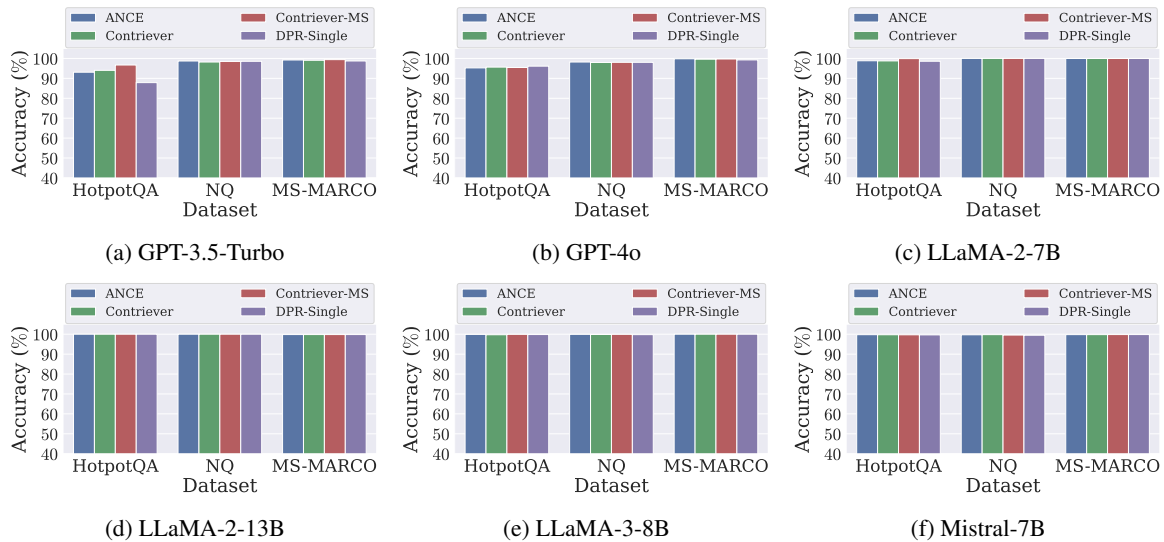 ANCE Contriever-MS
Contriever DPR-Single
Accuracy (%)
100
90
80
70
60
50
40
HotpotQA NQ MS-MARCO
Dataset
(a) GPT-3.5-Turbo
ANCE Contriever-MS
Contriever DPR-Single
Accuracy (%)
100
90
80
70
60
50
40
HotpotQA NQ MS-MARCO
Dataset
(b) GPT-4o
ANCE Contriever-MS
Contriever DPR-Single
Accuracy (%)
100
90
80
70
60
50
40
HotpotQA NQ MS-MARCO
Dataset
(c) LLaMA-2-7B
ANCE Contriever-MS
Contriever DPR-Single
Accuracy (%)
100
90
80
70
60
50
40
HotpotQA NQ MS-MARCO
Dataset
(d) LLaMA-2-13B
ANCE Contriever-MS
Contriever DPR-Single
Accuracy (%)
100
90
80
70
60
50
40
HotpotQA NQ MS-MARCO
Dataset
(e) LLaMA-3-8B
ANCE Contriever-MS
Contriever DPR-Single
Accuracy (%)
100
90
80
70
60
50
40
HotpotQA NQ MS-MARCO
Dataset
(f) Mistral-7B